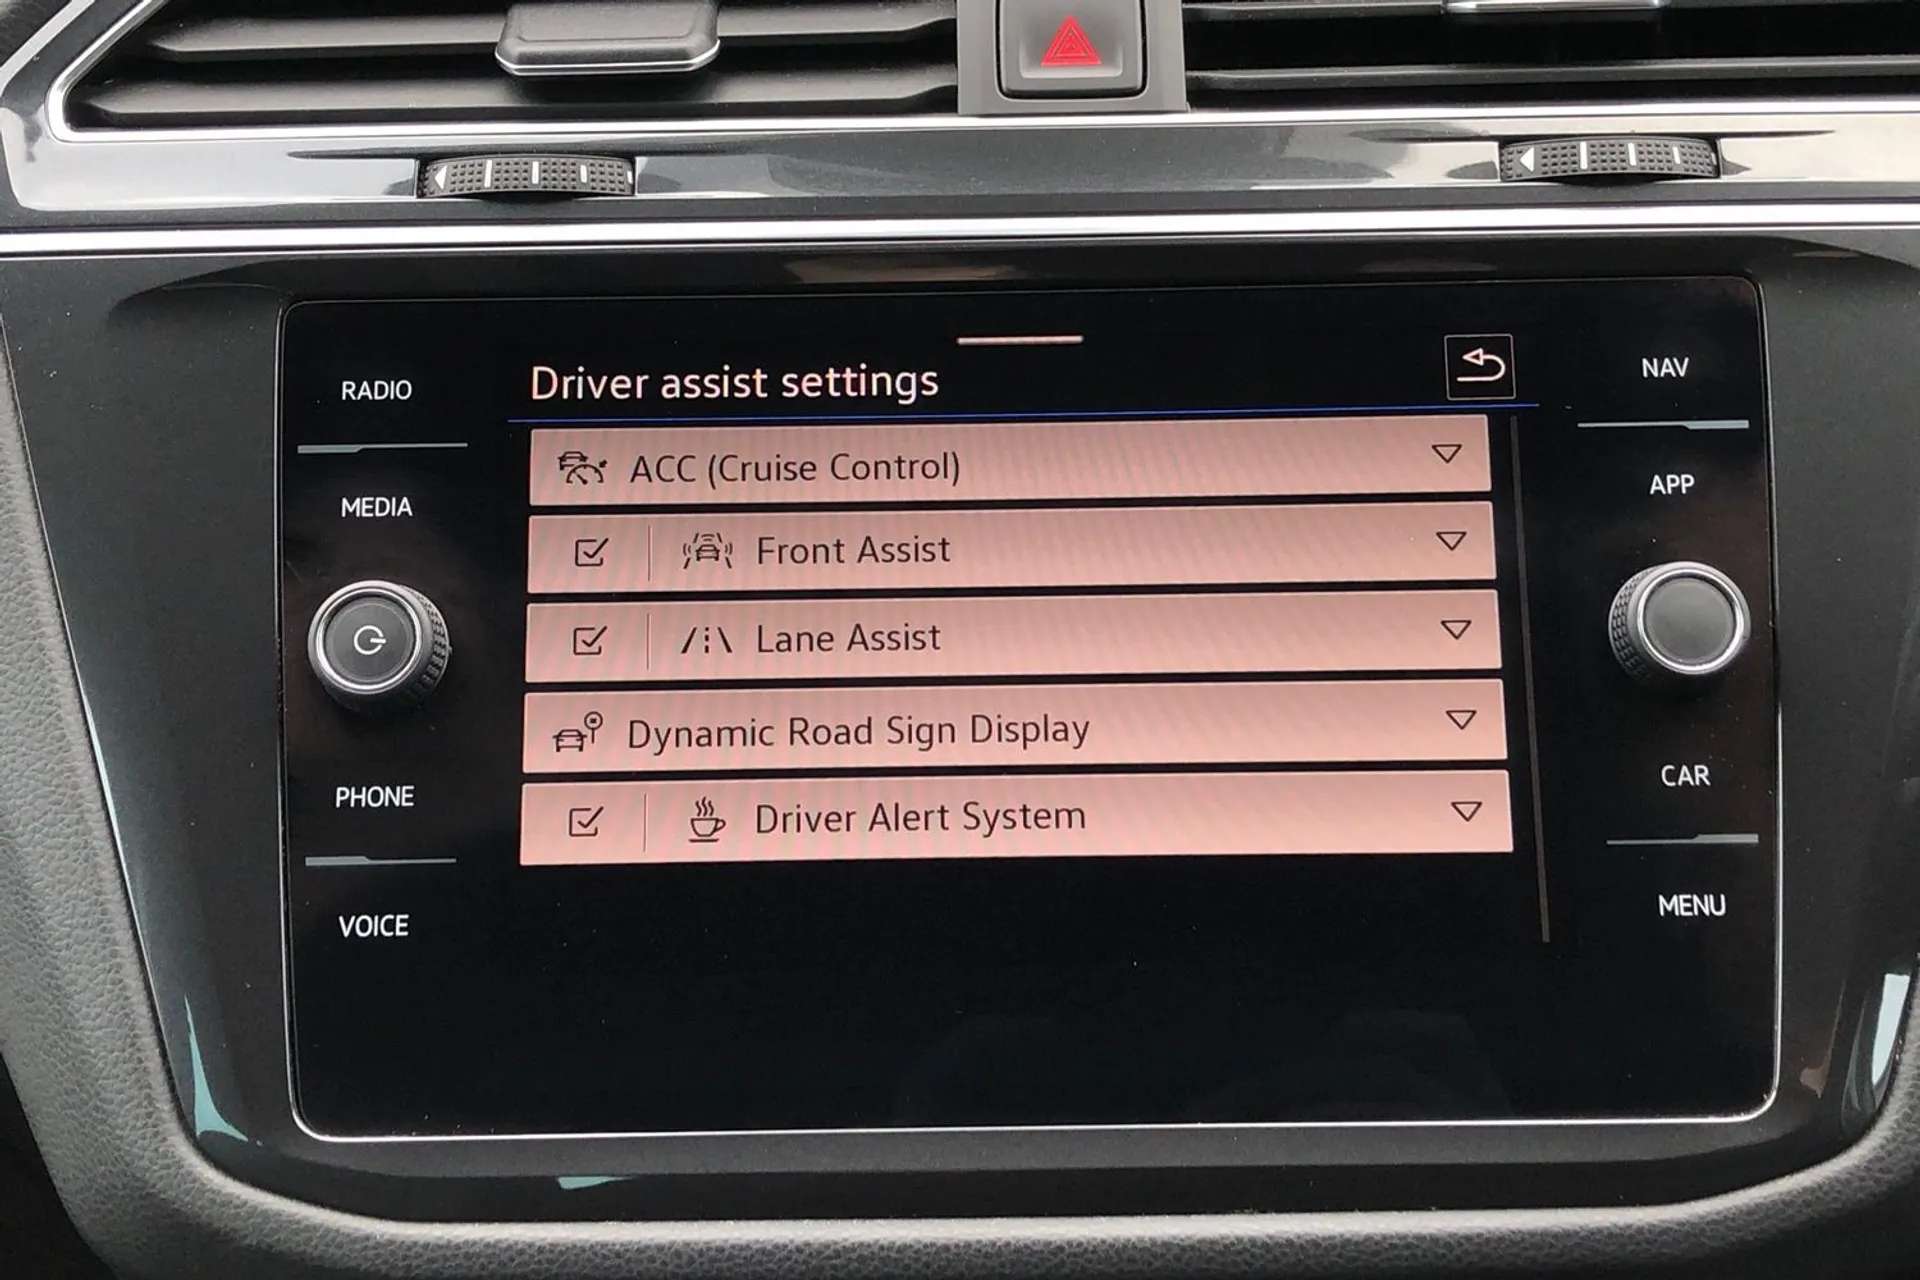 RADIO
MEDIA
PHONE
VOICE
Driver assist settings
ACC (Cruise Control)
Front Assist
Lane Assist
Dynamic Road Sign Display
Driver Alert System
NAV
APP
CAR
MENU